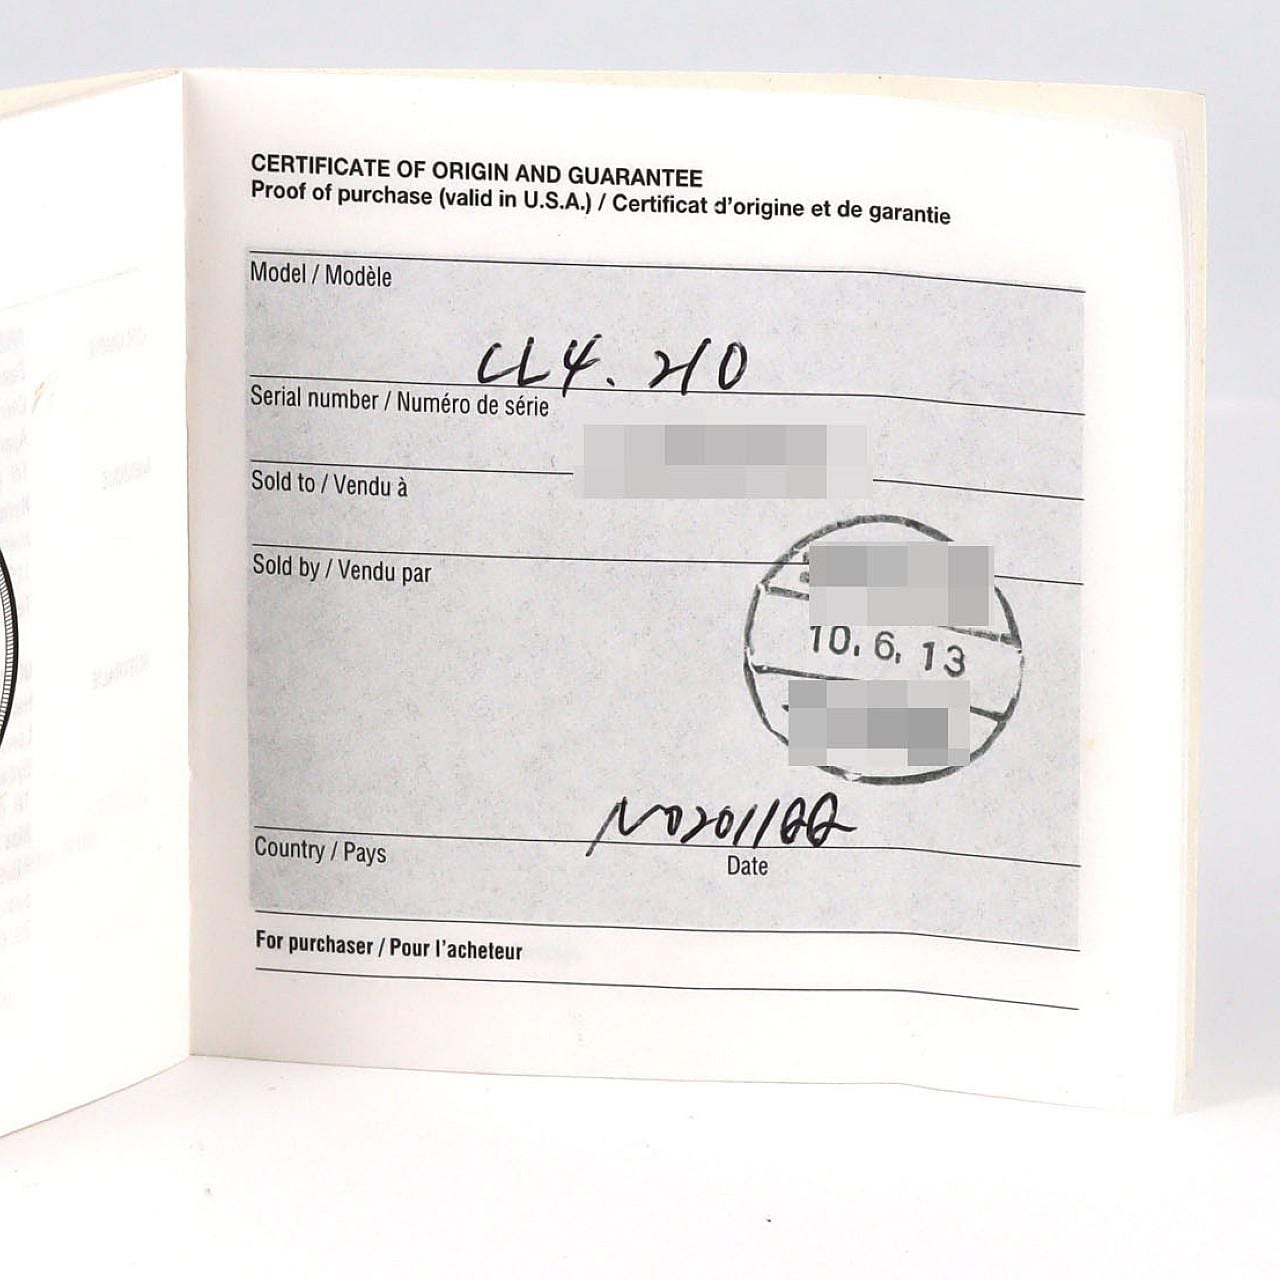 CERTIFICATE OF ORIGIN AND GUARANTEE
Proof of purchase (valid in U.S.A.) / Certificat d'origine et de garantie
Model / Modèle
CL4.210
Serial number / Numéro de série
Sold to / Vendu à
Sold by / Vendu par
10.6.13
Country / Pays
Date
For purchaser / Pour l'acheteur